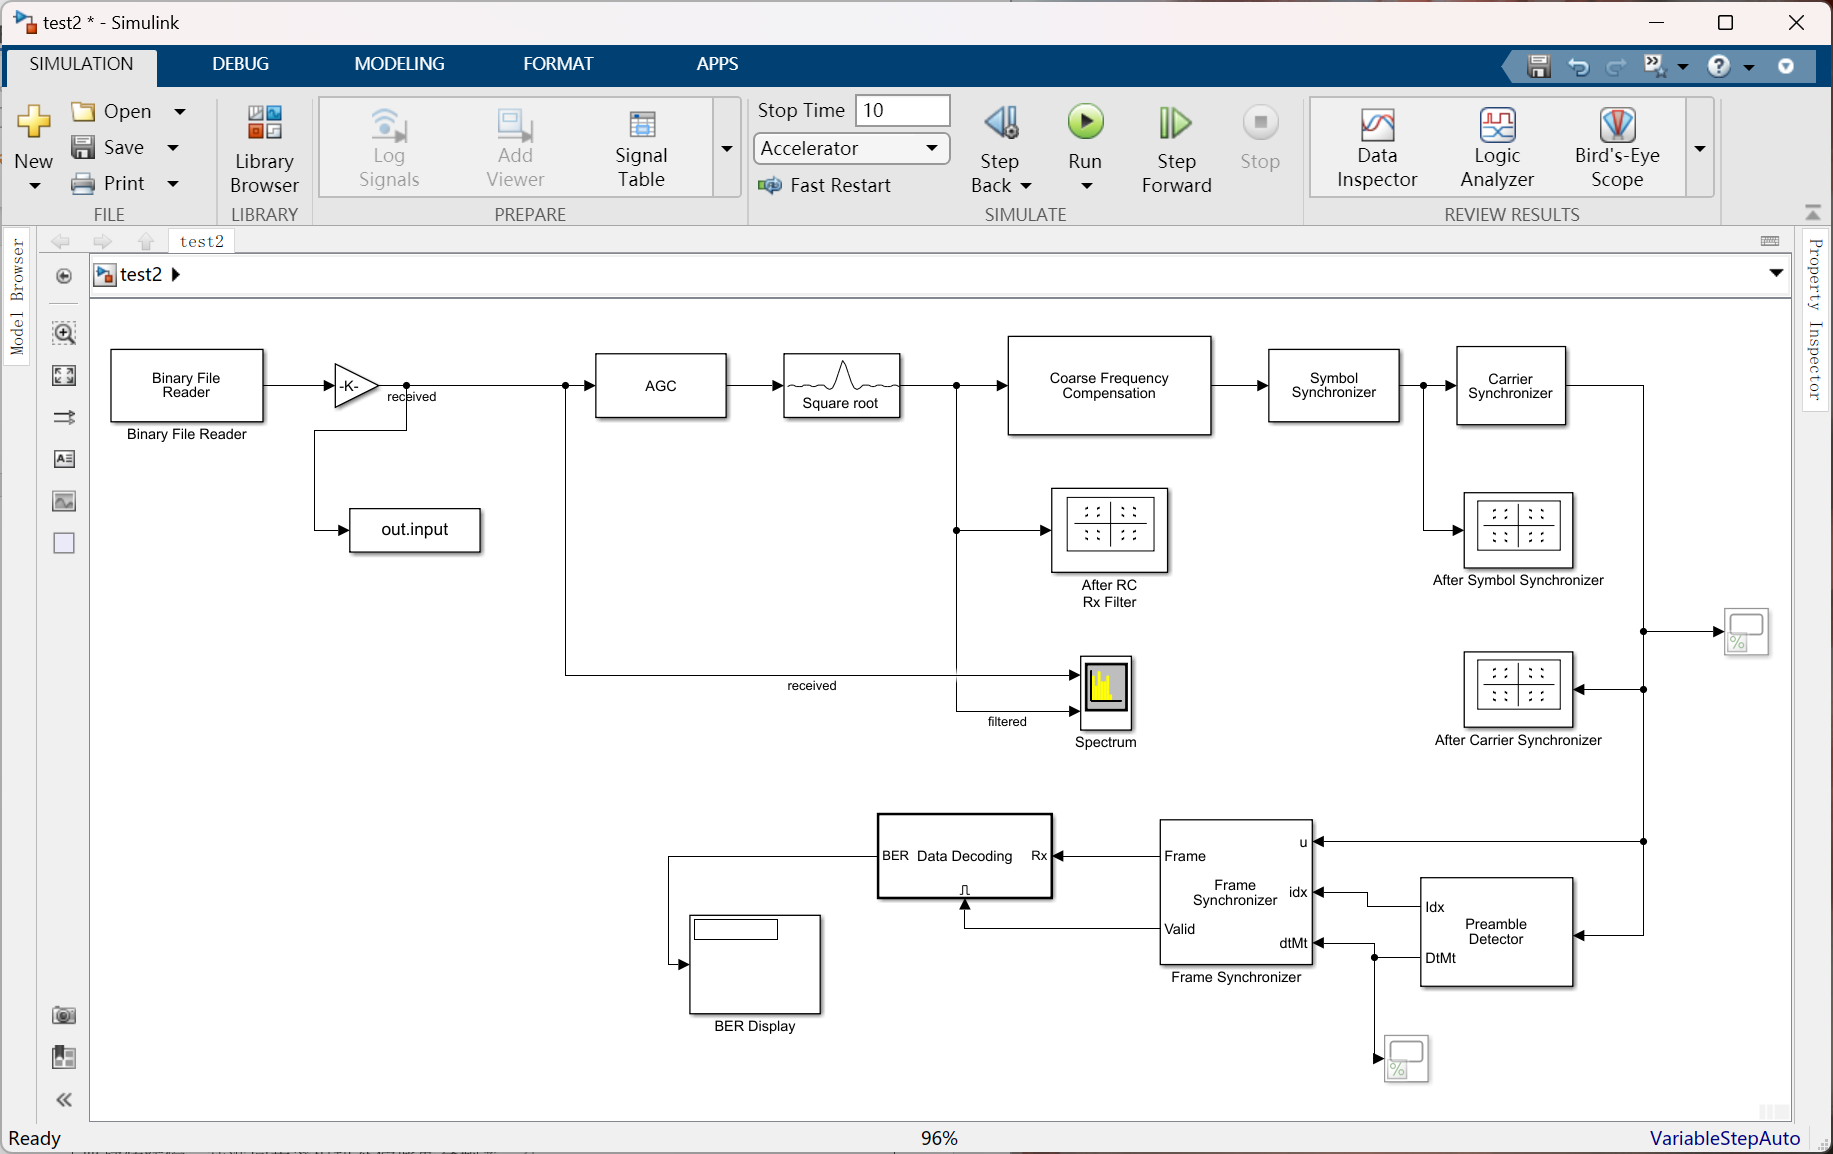 test2 * - Simulink
SIMULATION DEBUG MODELING FORMAT APPS
New
Open
Save
Print
FILE
Library
Browser
LIBRARY
Log
Signals
Add
Viewer
Signal
Table
PREPARE
Stop Time 10
Accelerator
Fast Restart
Step
Back
Run
Step
Forward
Stop
SIMULATE
Data
Inspector
Logic
Analyzer
Bird's-Eye
Scope
REVIEW RESULTS
Model Browser
test2
test2
Property Inspector
Binary File
Reader
Binary File Reader
-K-
received
AGC
Square root
Coarse Frequency
Compensation
Symbol
Synchronizer
Carrier
Synchronizer
out.input
After RC
Rx Filter
After Symbol Synchronizer
received
filtered
Spectrum
After Carrier Synchronizer
BER Data Decoding Rx
Frame
Valid
Frame
Synchronizer
u
idx
dtMt
Frame Synchronizer
Idx
DtMt
Preamble
Detector
BER Display
Ready
96%
VariableStepAuto